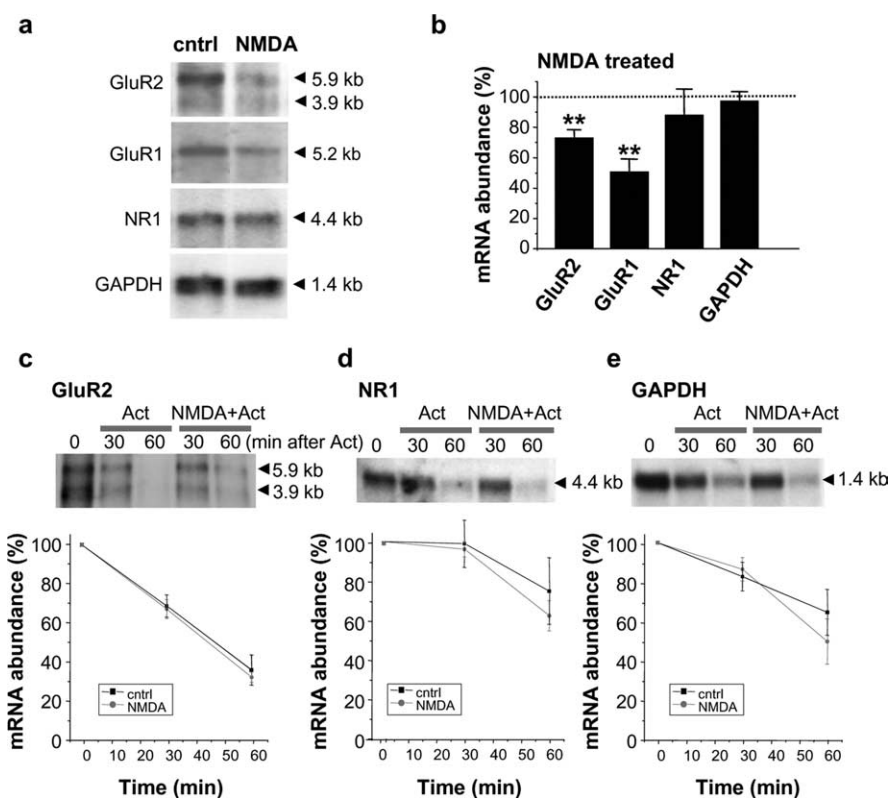 a
cntrl NMDA
GluR2
5.9 kb
3.9 kb
GluR1
5.2 kb
NR1
4.4 kb
GAPDH
1.4 kb
b
NMDA treated
mRNA abundance (%)
100
80
60
40
20
0
**
**
GluR2
GluR1
NR1
GAPDH
c
GluR2
Act NMDA+Act
0 30 60 30 60 (min after Act)
5.9 kb
3.9 kb
mRNA abundance (%)
100
80
60
40
20
0
cntrl
NMDA
0 10 20 30 40 50 60
Time (min)
d
NR1
Act NMDA+Act
0 30 60 30 60
4.4 kb
mRNA abundance (%)
100
80
60
40
20
0
cntrl
NMDA
0 10 20 30 40 50 60
Time (min)
e
GAPDH
Act NMDA+Act
0 30 60 30 60
1.4 kb
mRNA abundance (%)
100
80
60
40
20
0
cntrl
NMDA
0 10 20 30 40 50 60
Time (min)